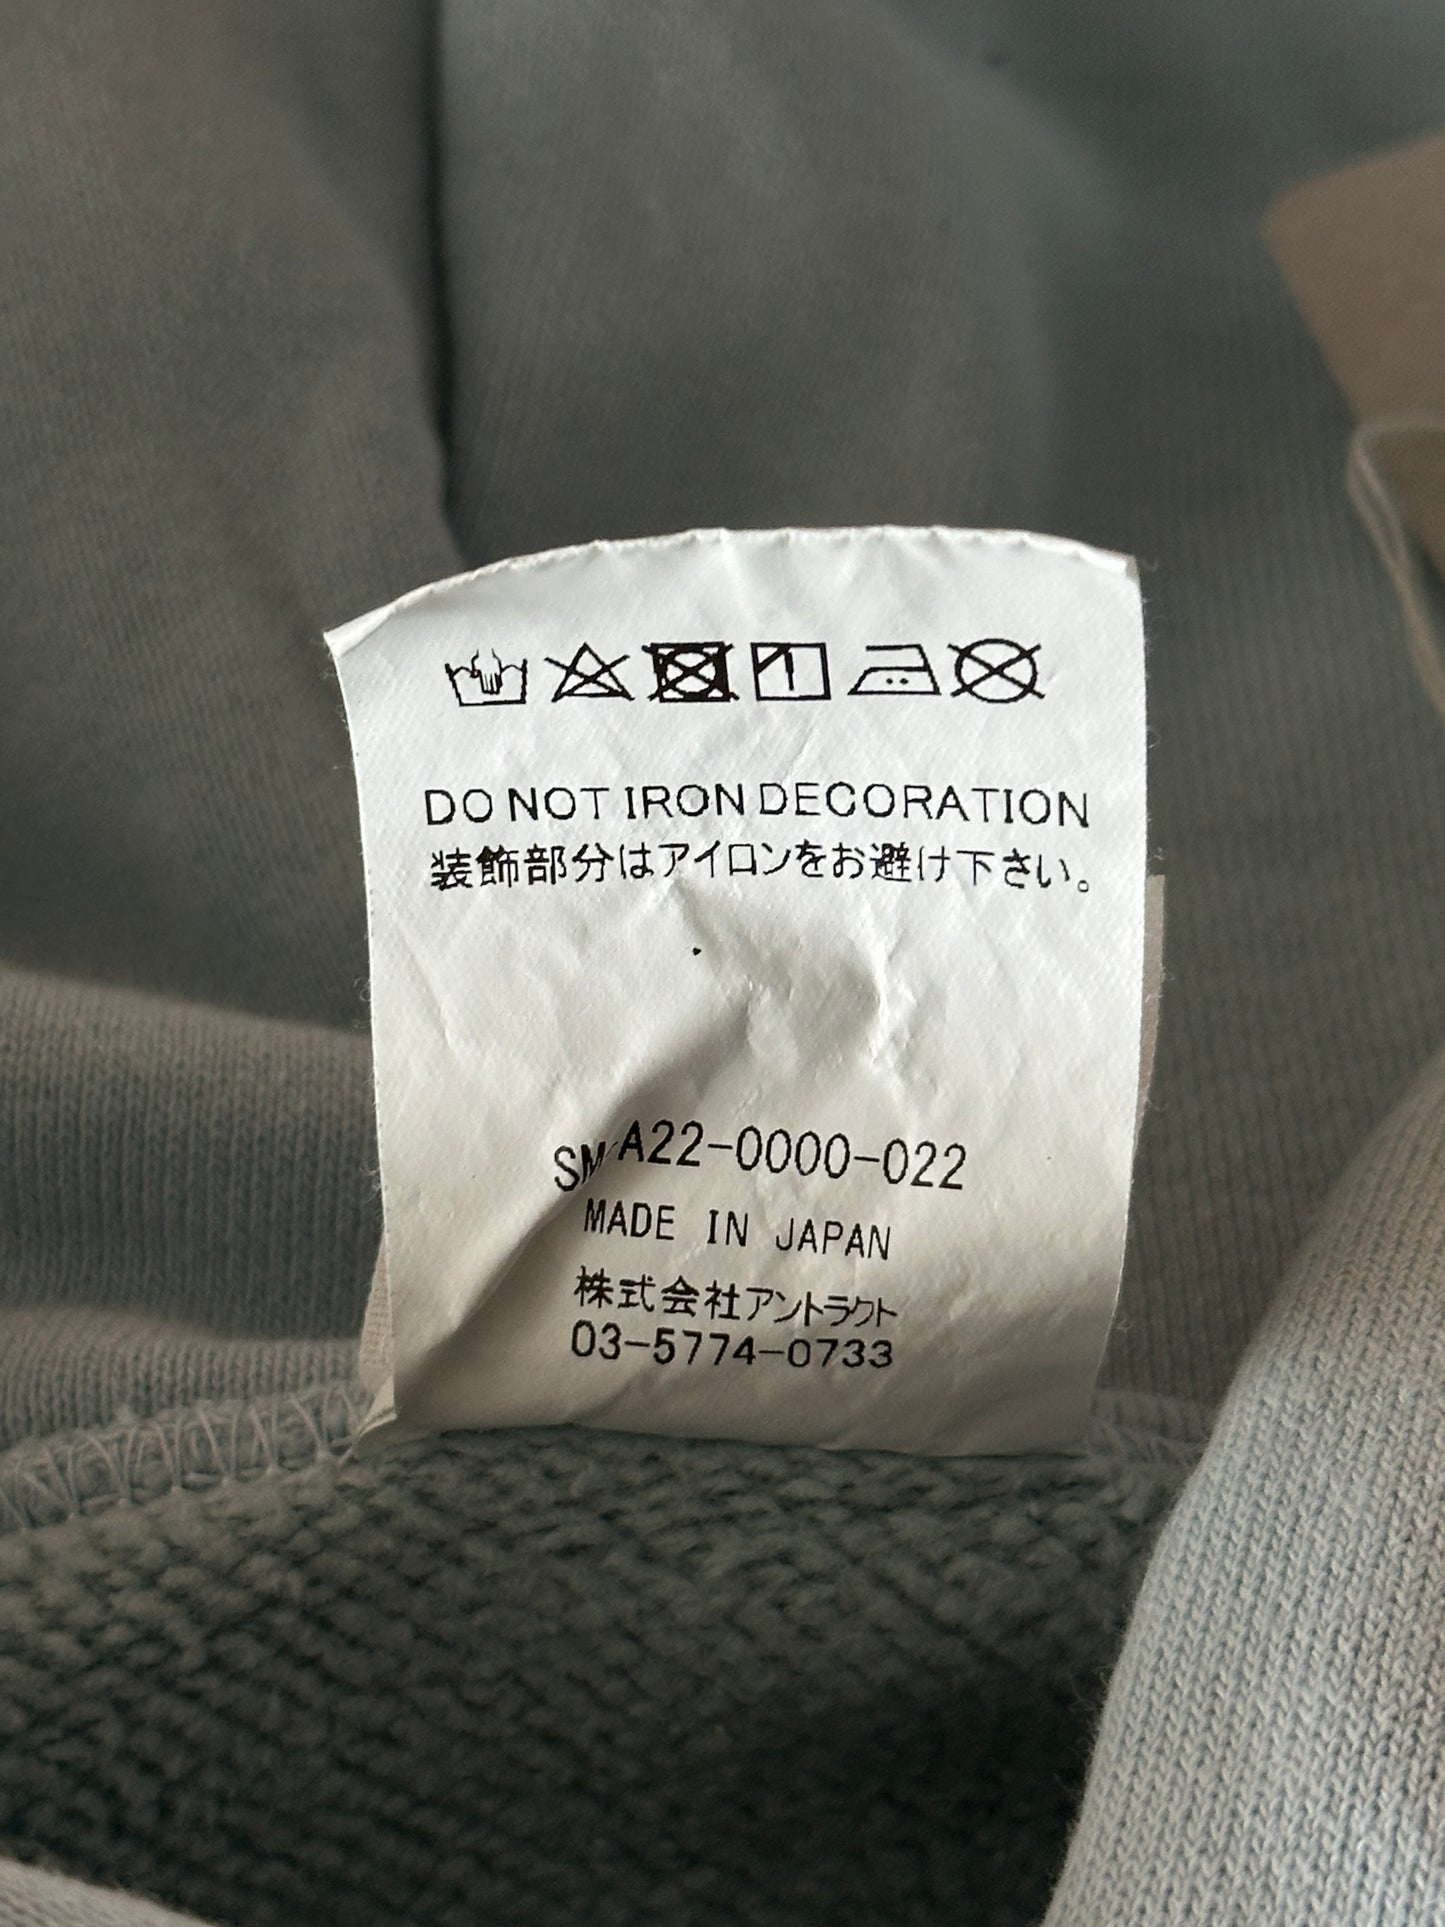 DO NOT IRON DECORATION
装飾部分はアイロンをお避け下さい。
SM A22-0000-022
MADE IN JAPAN
株式会社アントラクト
03-5774-0733